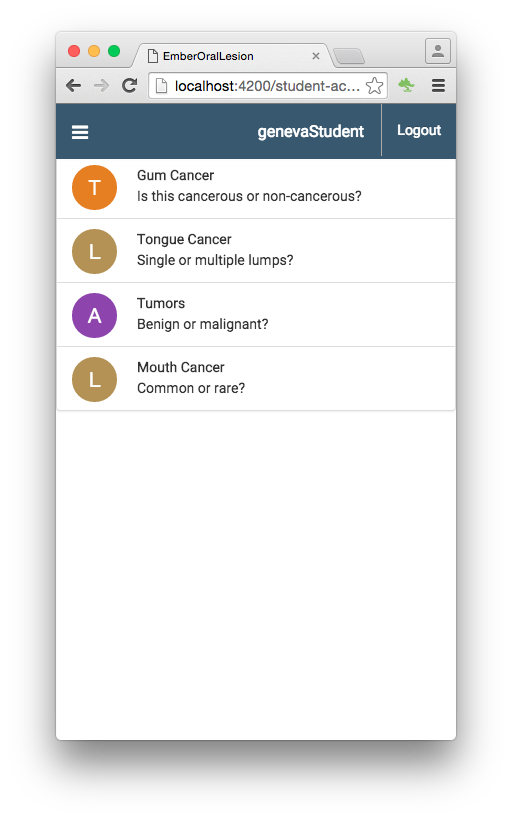 EmberOralLesion
localhost:4200/student-ac...
genevaStudent
Logout
T
Gum Cancer
Is this cancerous or non-cancerous?
L
Tongue Cancer
Single or multiple lumps?
A
Tumors
Benign or malignant?
L
Mouth Cancer
Common or rare?